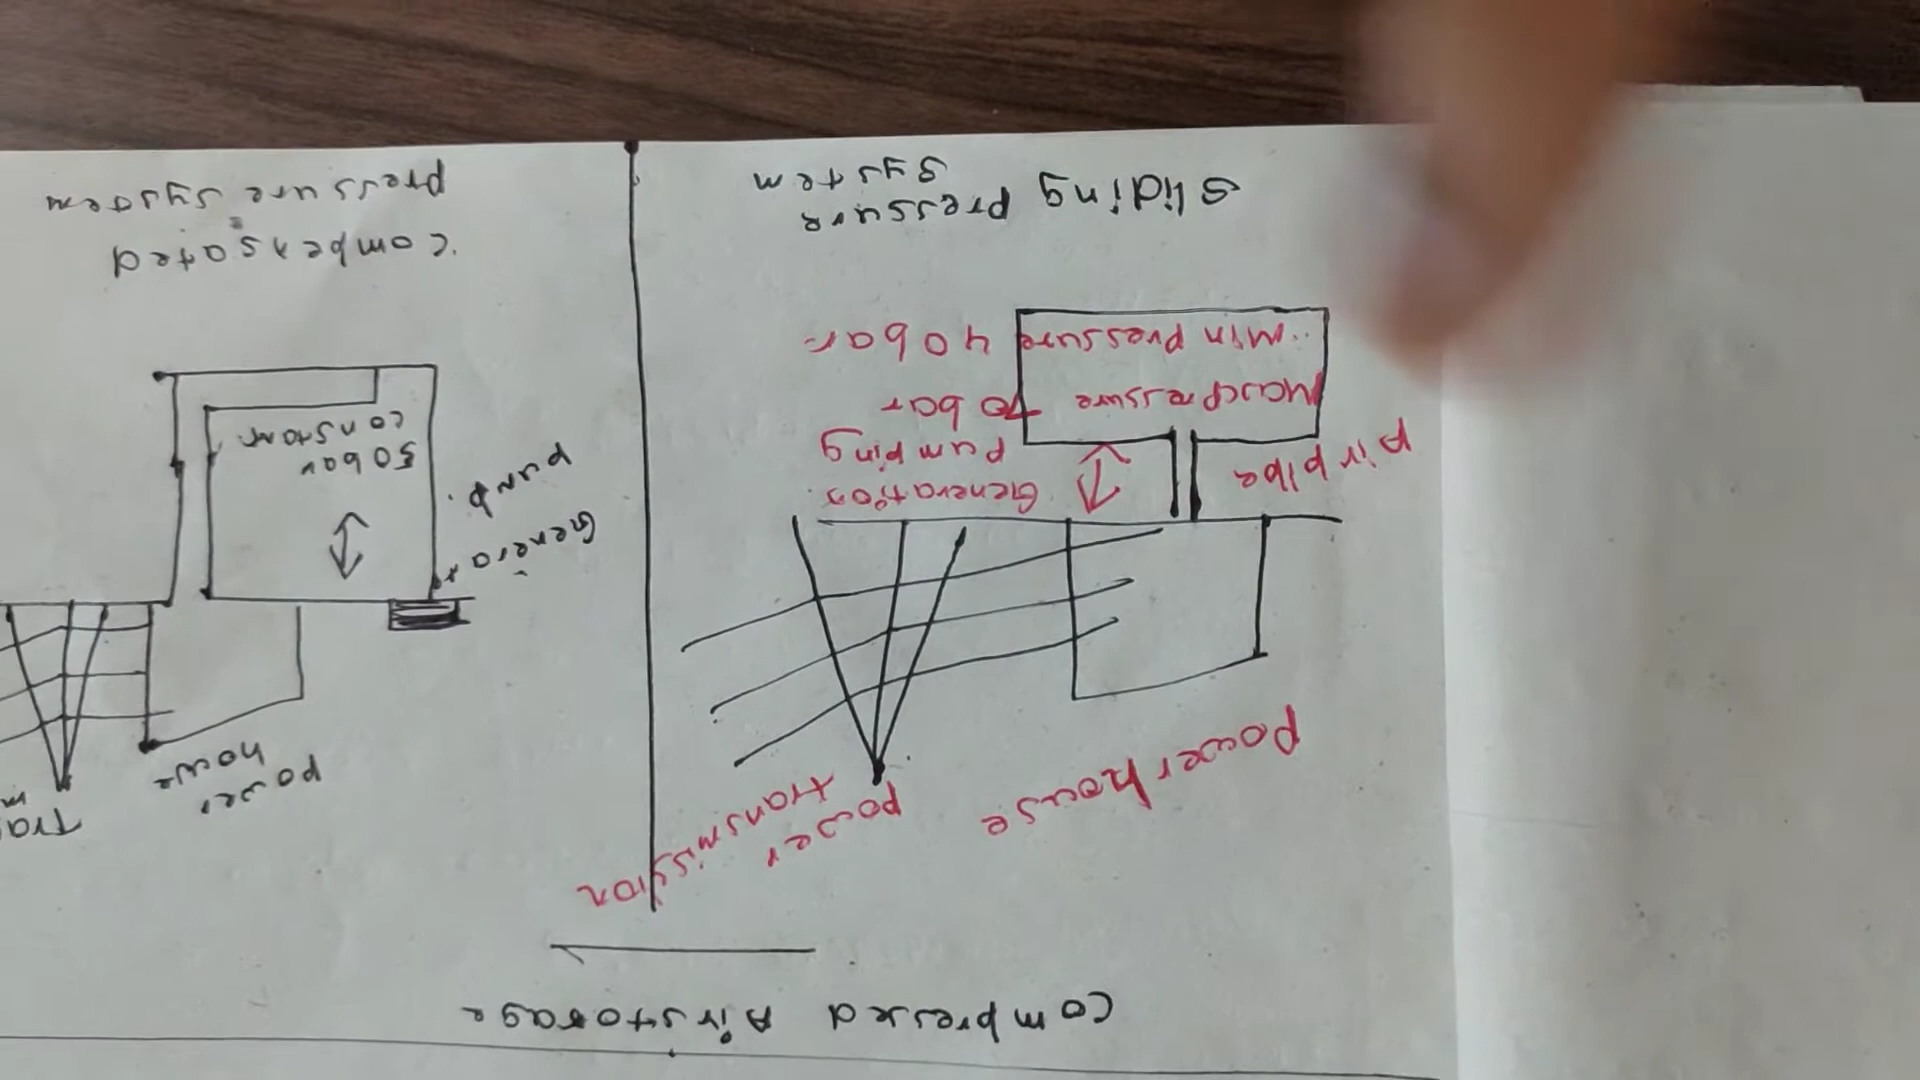 compressed Air storage
Power house
power
transmission
Air pipe
Generation
pumping
Max pressure 70 bar
Min pressure 40 bar
sliding pressure
system
power
house
Generat
pump.
50 bar
constant
compensated
pressure system